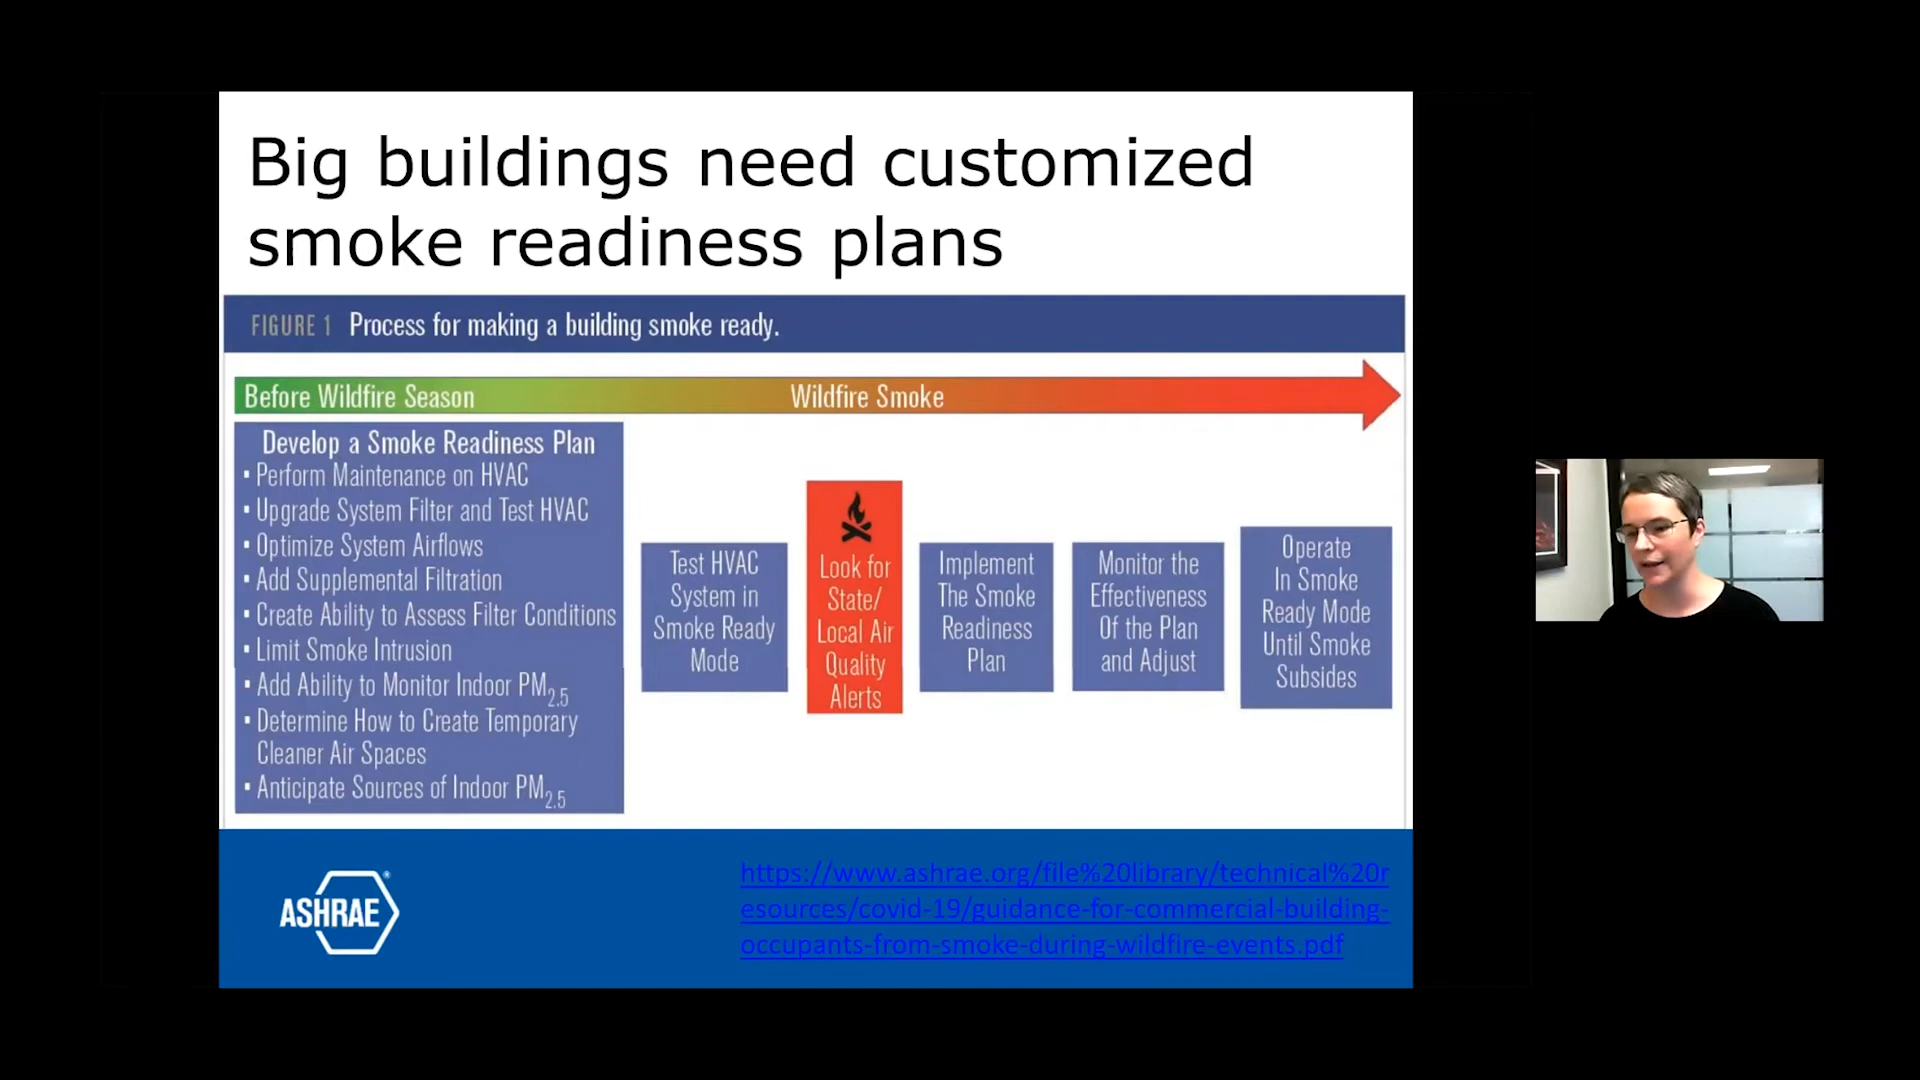 Big buildings need customized
smoke readiness plans
FIGURE 1 Process for making a building smoke ready.
Before Wildfire Season
Wildfire Smoke
Develop a Smoke Readiness Plan
• Perform Maintenance on HVAC
• Upgrade System Filter and Test HVAC
• Optimize System Airflows
• Add Supplemental Filtration
• Create Ability to Assess Filter Conditions
• Limit Smoke Intrusion
• Add Ability to Monitor Indoor PM2.5
• Determine How to Create Temporary
Cleaner Air Spaces
• Anticipate Sources of Indoor PM2.5
Test HVAC
System in
Smoke Ready
Mode
Look for
State/
Local Air
Quality
Alerts
Implement
The Smoke
Readiness
Plan
Monitor the
Effectiveness
Of the Plan
and Adjust
Operate
In Smoke
Ready Mode
Until Smoke
Subsides
ASHRAE®
https://www.ashrae.org/file%20library/technical%20r
esources/covid-19/guidance-for-commercial-building-
occupants-from-smoke-during-wildfire-events.pdf